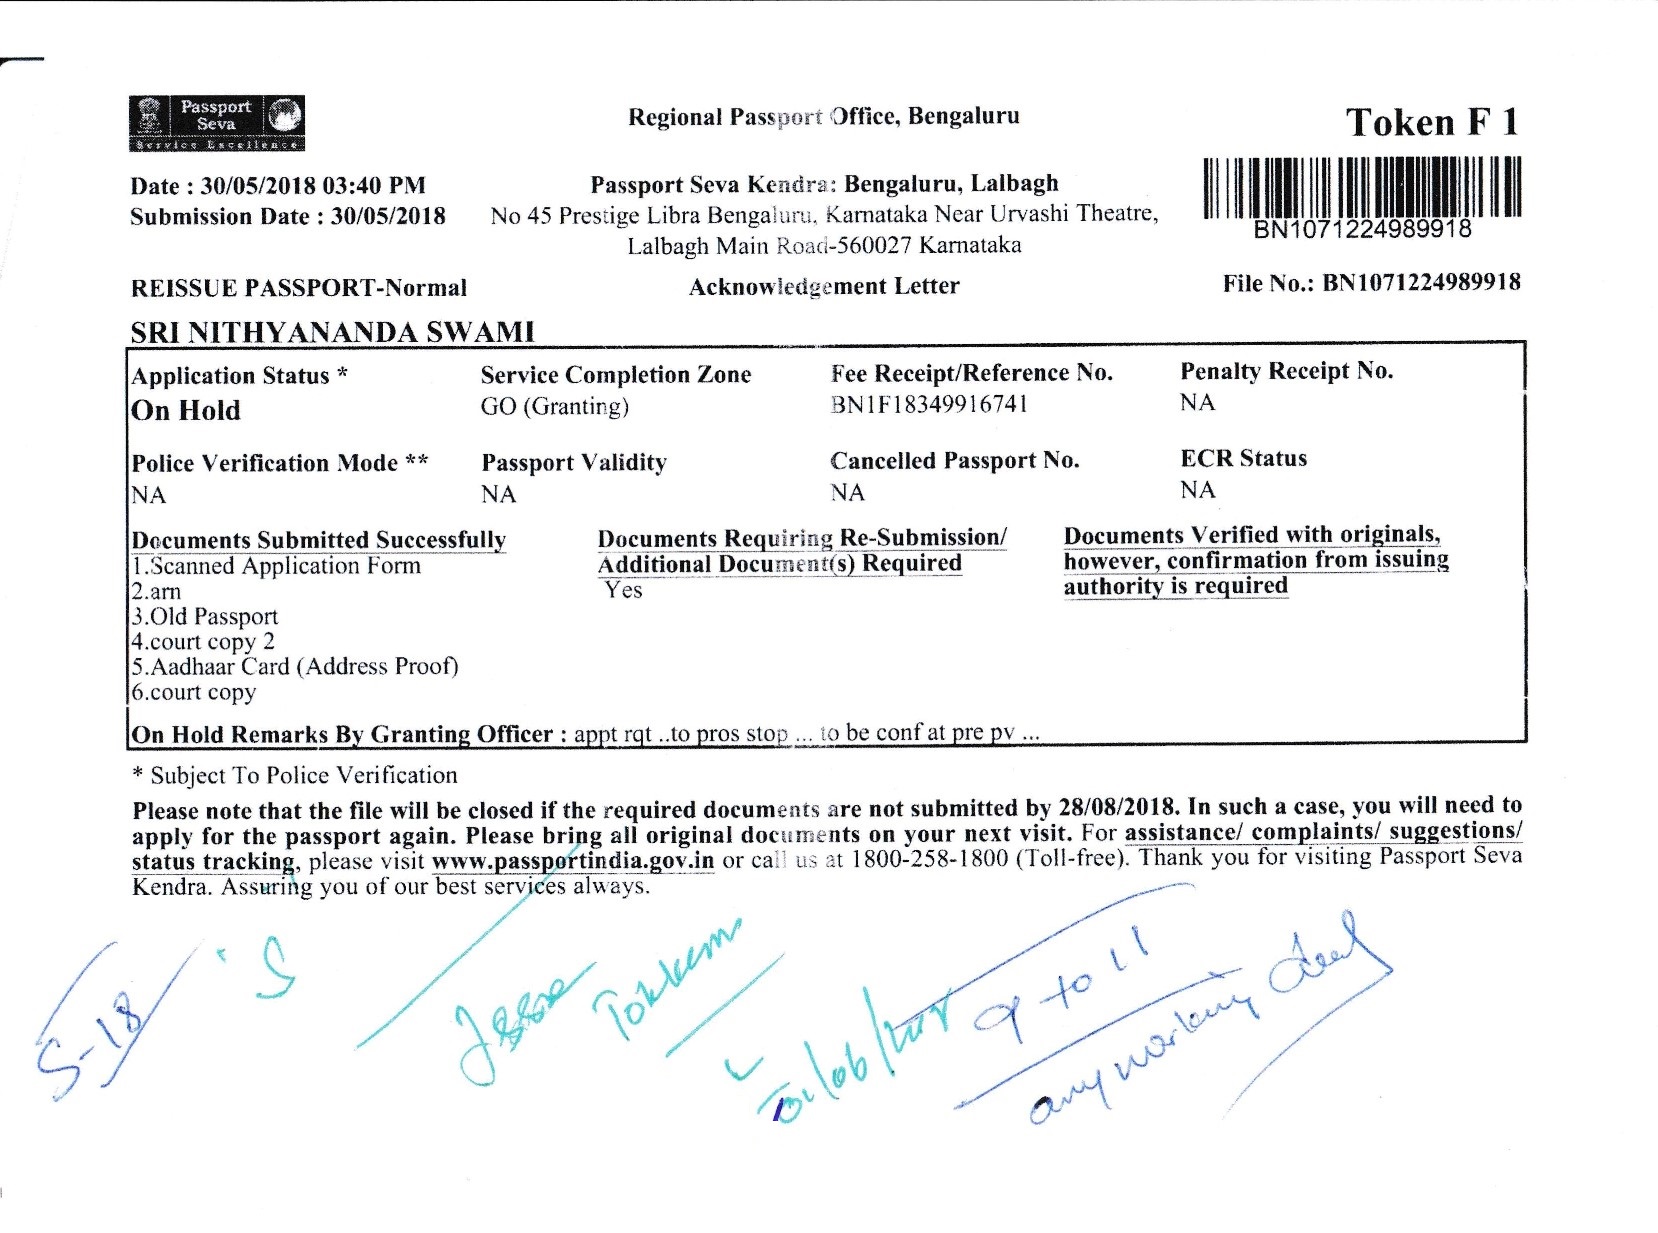 Passport
Seva
Service Excellence
Regional Passport Office, Bengaluru
Token F 1
Date : 30/05/2018 03:40 PM
Submission Date : 30/05/2018
Passport Seva Kendra: Bengaluru, Lalbagh
No 45 Prestige Libra Bengaluru, Karnataka Near Urvashi Theatre,
Lalbagh Main Road-560027 Karnataka
BN1071224989918
REISSUE PASSPORT-Normal
Acknowledgement Letter
File No.: BN1071224989918
SRI NITHYANANDA SWAMI
Application Status * Service Completion Zone Fee Receipt/Reference No. Penalty Receipt No.
On Hold GO (Granting) BN1F18349916741 NA
Police Verification Mode ** Passport Validity Cancelled Passport No. ECR Status
NA NA NA NA
Documents Submitted Successfully
1.Scanned Application Form
2.arn
3.Old Passport
4.court copy 2
5.Aadhaar Card (Address Proof)
6.court copy
Documents Requiring Re-Submission/
Additional Document(s) Required
Yes
Documents Verified with originals,
however, confirmation from issuing
authority is required
On Hold Remarks By Granting Officer : appt rqt ..to pros stop ... to be conf at pre pv ...
* Subject To Police Verification
Please note that the file will be closed if the required documents are not submitted by 28/08/2018. In such a case, you will need to
apply for the passport again. Please bring all original documents on your next visit. For assistance/ complaints/ suggestions/
status tracking, please visit www.passportindia.gov.in or call us at 1800-258-1800 (Toll-free). Thank you for visiting Passport Seva
Kendra. Assuring you of our best services always.
S-18
9 to 11
any working